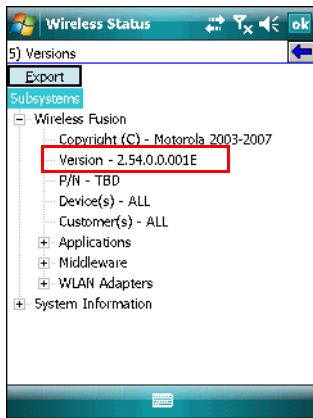 Wireless Status ok
5) Versions
Export
Subsystems
Wireless Fusion
Copyright (C) - Motorola 2003-2007
Version - 2.54.0.0.001E
P/N - TBD
Device(s) - ALL
Customer(s) - ALL
Applications
Middleware
WLAN Adapters
System Information